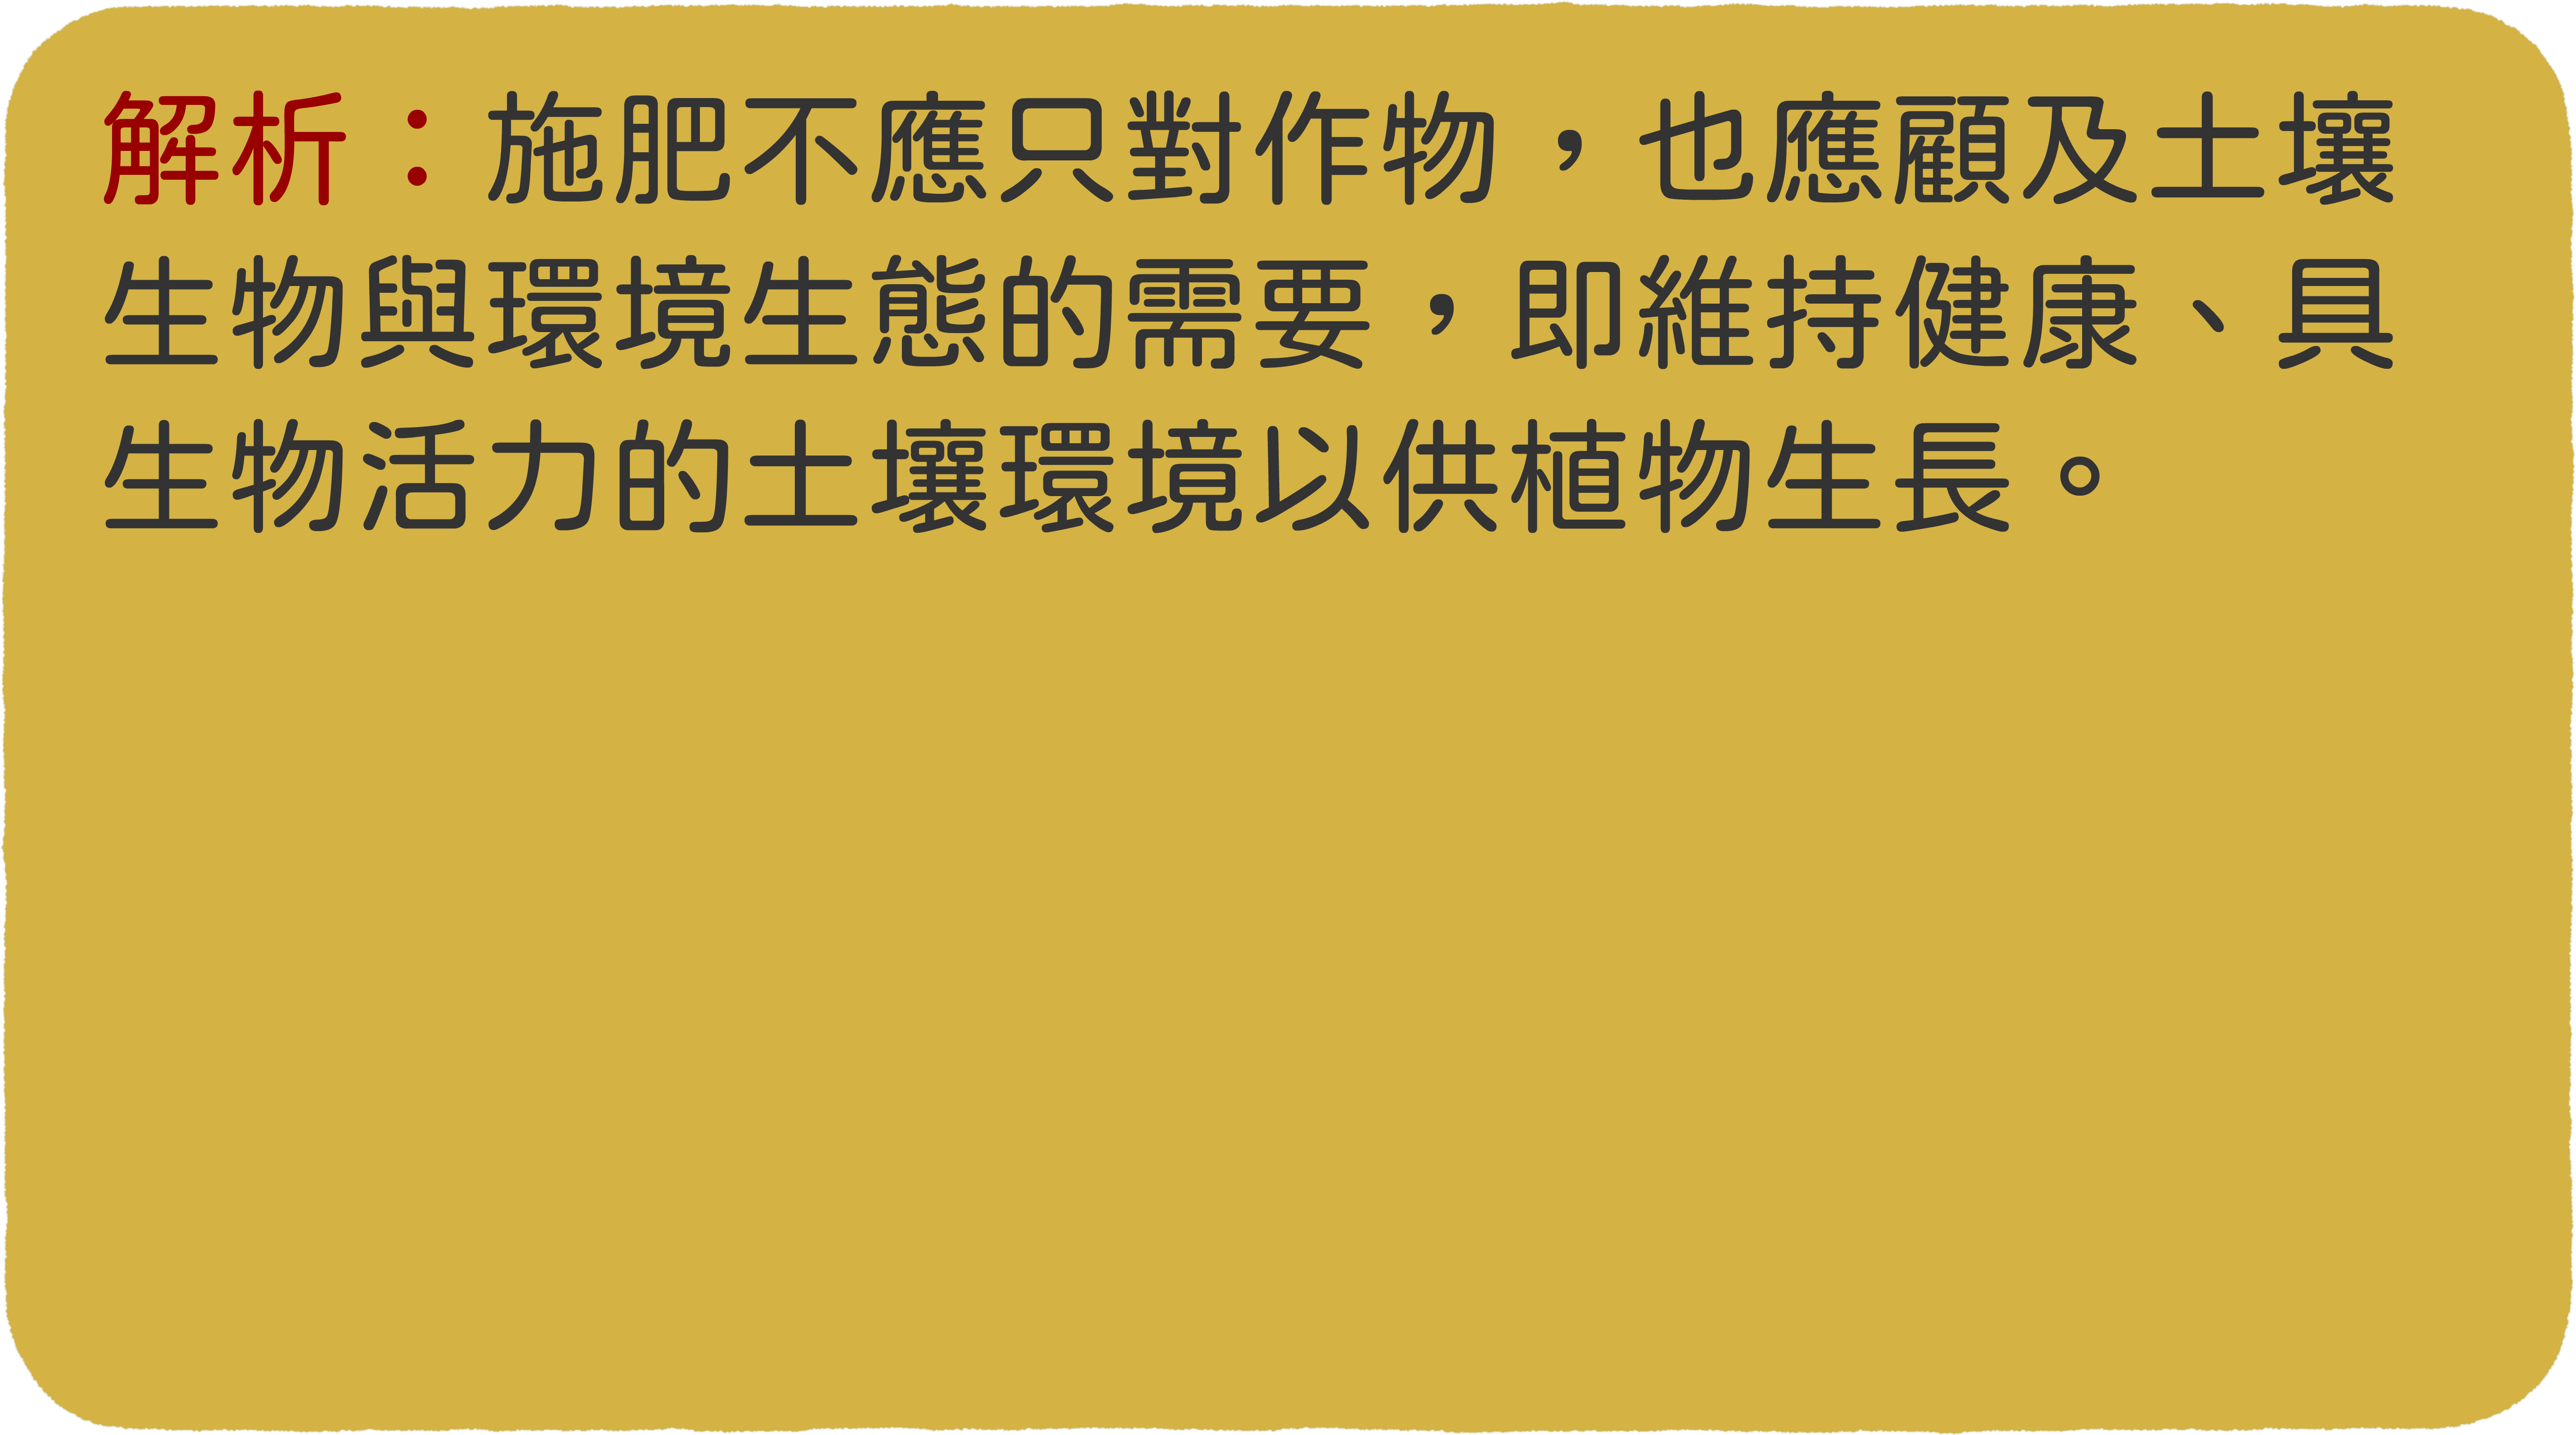 解析：施肥不應只對作物，也應顧及土壤
生物與環境生態的需要，即維持健康、具
生物活力的土壤環境以供植物生長。